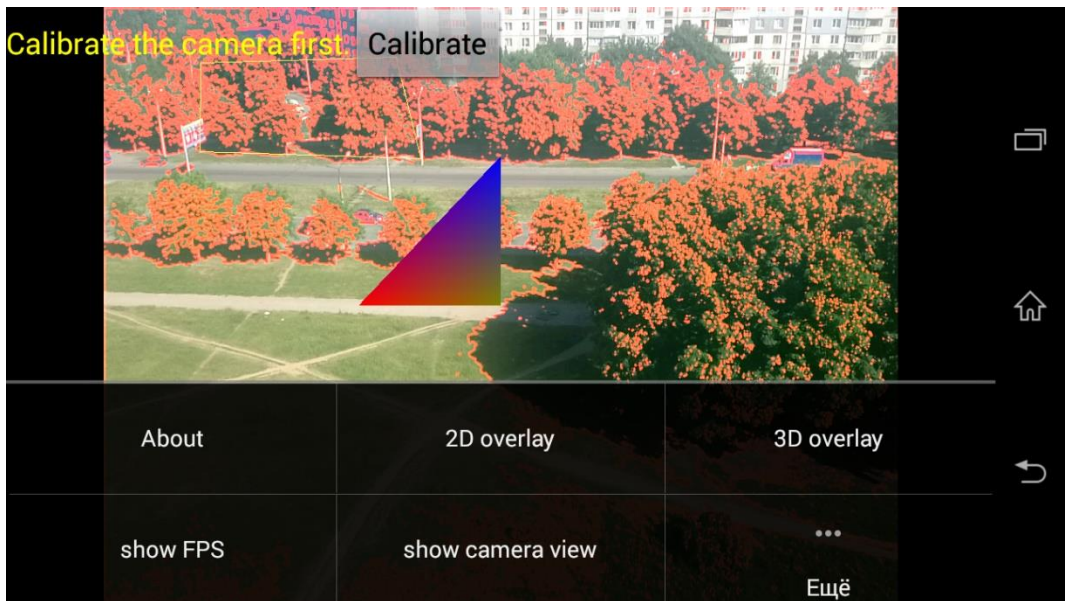 Calibrate the camera first.
Calibrate
About
2D overlay
3D overlay
show FPS
show camera view
Ещё